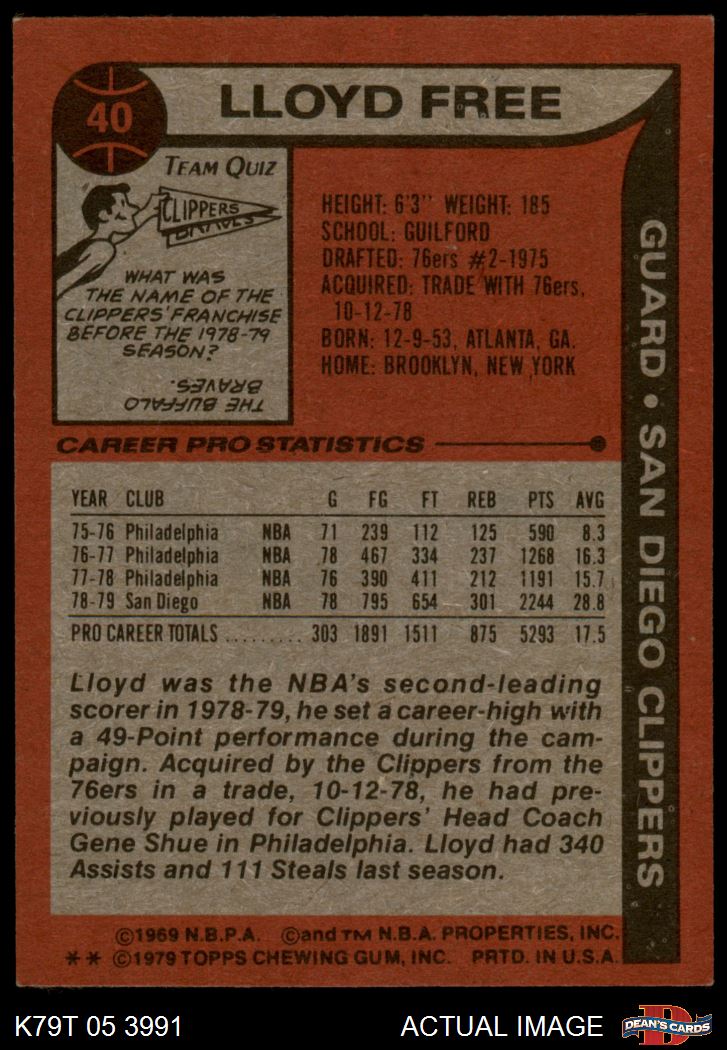 40
LLOYD FREE
TEAM QUIZ
CLIPPERS
BRAVES
WHAT WAS
THE NAME OF THE
CLIPPERS' FRANCHISE
BEFORE THE 1978-79
SEASON?
THE BUFFALO
BRAVES.
HEIGHT: 6'3" WEIGHT: 185
SCHOOL: GUILFORD
DRAFTED: 76ers #2-1975
ACQUIRED: TRADE WITH 76ers,
10-12-78
BORN: 12-9-53, ATLANTA, GA.
HOME: BROOKLYN, NEW YORK
GUARD • SAN DIEGO CLIPPERS
CAREER PRO STATISTICS
YEAR CLUB G FG FT REB PTS AVG
75-76 Philadelphia NBA 71 239 112 125 590 8.3
76-77 Philadelphia NBA 78 467 334 237 1268 16.3
77-78 Philadelphia NBA 76 390 411 212 1191 15.7
78-79 San Diego NBA 78 795 654 301 2244 28.8
PRO CAREER TOTALS ......... 303 1891 1511 875 5293 17.5
Lloyd was the NBA's second-leading
scorer in 1978-79, he set a career-high with
a 49-Point performance during the cam-
paign. Acquired by the Clippers from the
76ers in a trade, 10-12-78, he had pre-
viously played for Clippers' Head Coach
Gene Shue in Philadelphia. Lloyd had 340
Assists and 111 Steals last season.
©1969 N.B.P.A. ©and TM N.B.A. PROPERTIES, INC.
** ©1979 TOPPS CHEWING GUM, INC. PRTD. IN U.S.A.
K79T 05 3991
ACTUAL IMAGE
D
DEAN'S CARDS